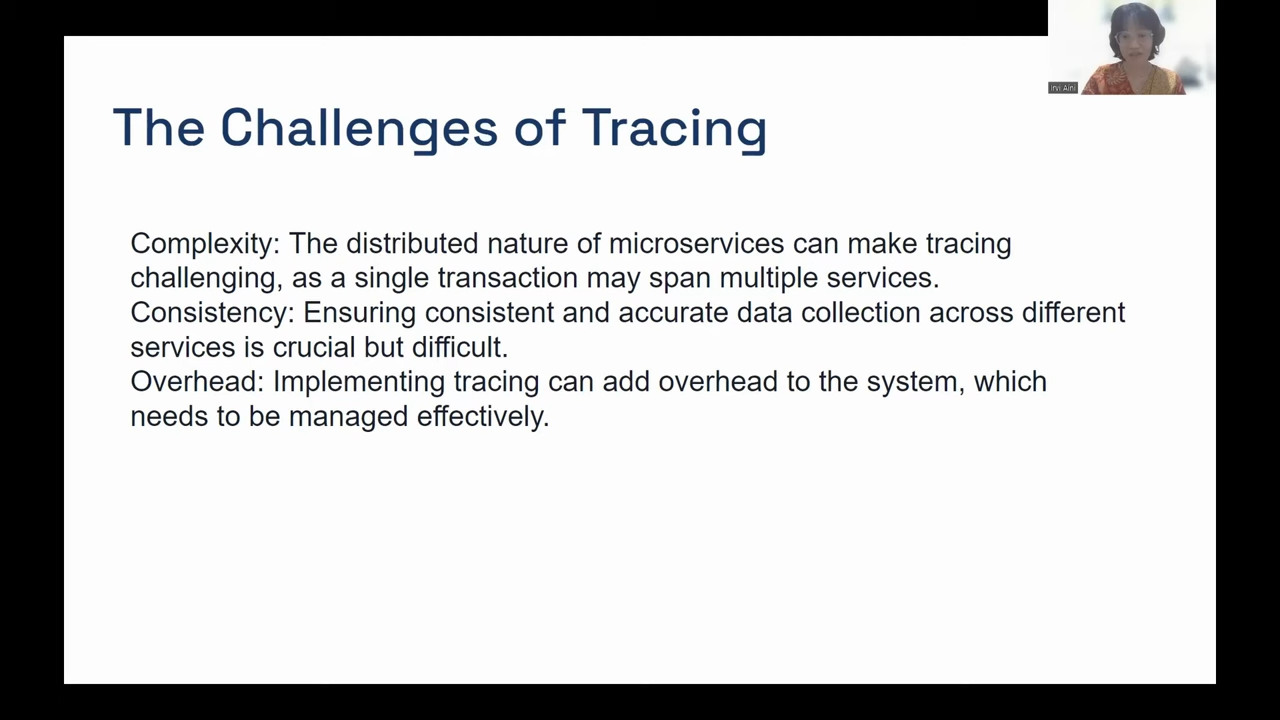 The Challenges of Tracing
Complexity: The distributed nature of microservices can make tracing
challenging, as a single transaction may span multiple services.
Consistency: Ensuring consistent and accurate data collection across different
services is crucial but difficult.
Overhead: Implementing tracing can add overhead to the system, which
needs to be managed effectively.
Irvi Aini